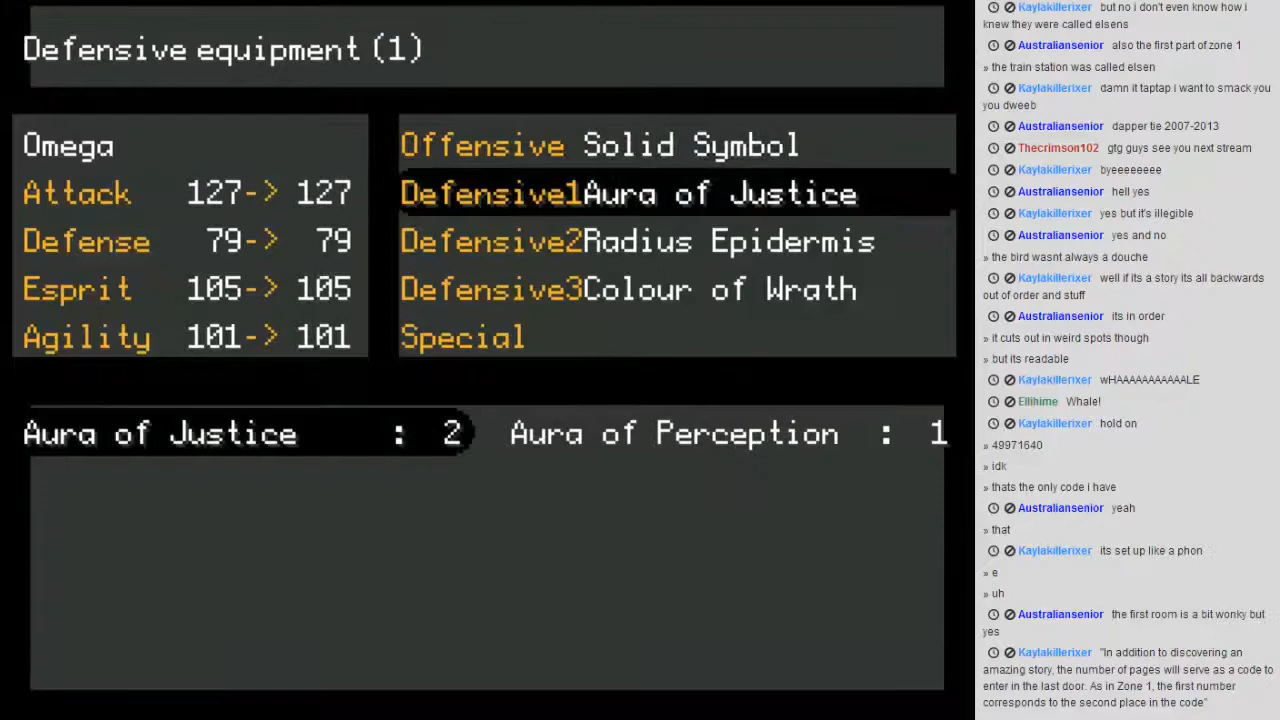 Defensive equipment (1)
Omega
Attack 127-> 127
Defense 79-> 79
Esprit 105-> 105
Agility 101-> 101
Offensive Solid Symbol
Defensive1Aura of Justice
Defensive2Radius Epidermis
Defensive3Colour of Wrath
Special
Aura of Justice : 2 Aura of Perception : 1
Kaylakillerixer but no i don't even know how i
knew they were called elsens
Australiansenior also the first part of zone 1
» the train station was called elsen
Kaylakillerixer damn it taptap i want to smack you
you dweeb
Australiansenior dapper tie 2007-2013
Thecrimson102 gtg guys see you next stream
Kaylakillerixer byeeeeeeee
Australiansenior hell yes
Kaylakillerixer yes but it's illegible
Australiansenior yes and no
» the bird wasnt always a douche
Kaylakillerixer well if its a story its all backwards
out of order and stuff
Australiansenior its in order
» it cuts out in weird spots though
» but its readable
Kaylakillerixer wHAAAAAAAAAAALE
Ellihime Whale!
Kaylakillerixer hold on
» 49971640
» idk
» thats the only code i have
Australiansenior yeah
» that
Kaylakillerixer its set up like a phon
» e
» uh
Australiansenior the first room is a bit wonky but
yes
Kaylakillerixer "In addition to discovering an
amazing story, the number of pages will serve as a code to
enter in the last door. As in Zone 1, the first number
corresponds to the second place in the code"